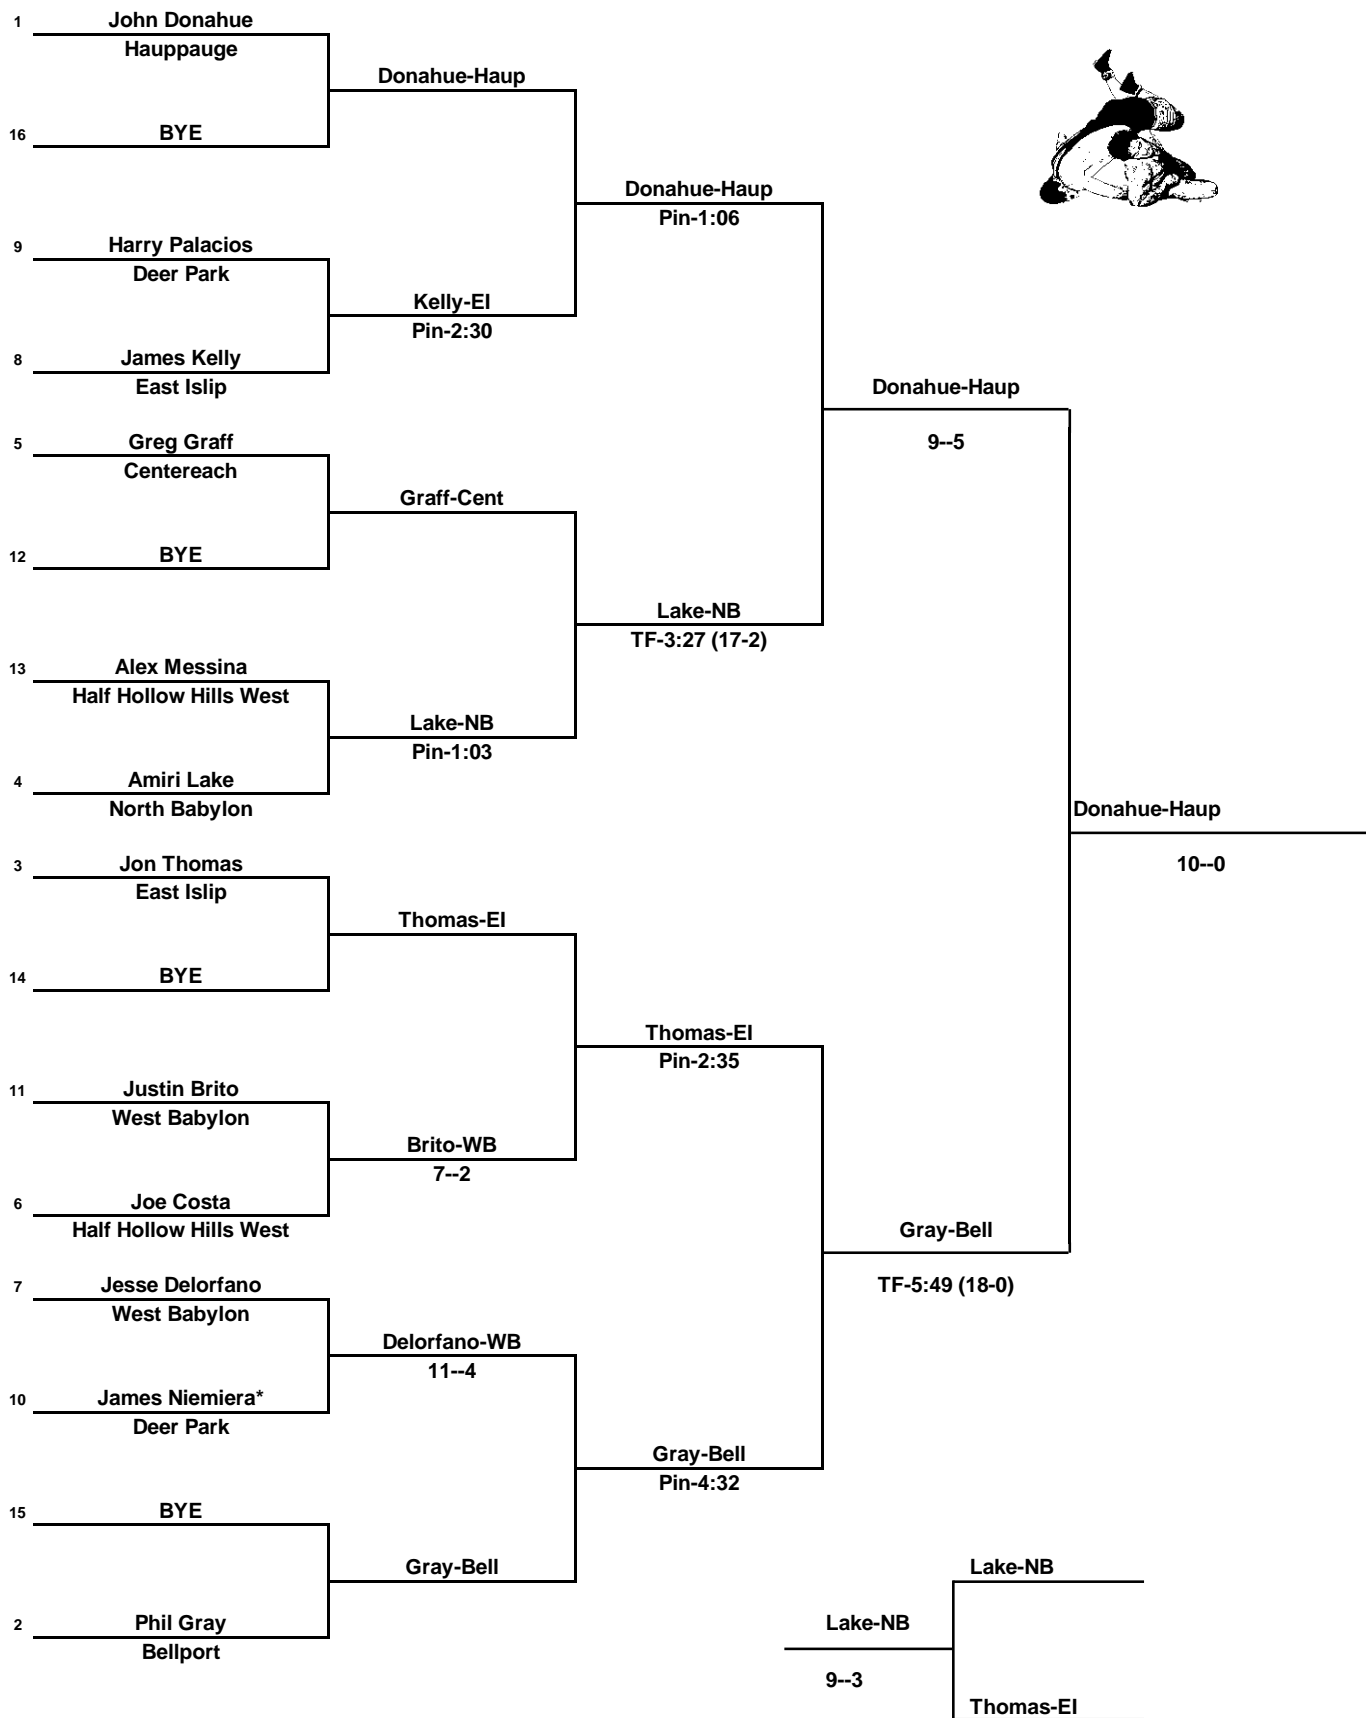 1 John Donahue
Hauppauge
Donahue-Haup
16 BYE
Donahue-Haup
Pin-1:06
9 Harry Palacios
Deer Park
Kelly-EI
Pin-2:30
8 James Kelly
East Islip
Donahue-Haup
9--5
5 Greg Graff
Centereach
Graff-Cent
12 BYE
Lake-NB
TF-3:27 (17-2)
13 Alex Messina
Half Hollow Hills West
Lake-NB
Pin-1:03
4 Amiri Lake
North Babylon
Donahue-Haup
10--0
3 Jon Thomas
East Islip
Thomas-EI
14 BYE
Thomas-EI
Pin-2:35
11 Justin Brito
West Babylon
Brito-WB
7--2
6 Joe Costa
Half Hollow Hills West
Gray-Bell
TF-5:49 (18-0)
7 Jesse Delorfano
West Babylon
Delorfano-WB
11--4
10 James Niemiera*
Deer Park
Gray-Bell
Pin-4:32
15 BYE
Gray-Bell
2 Phil Gray
Bellport
Lake-NB
Lake-NB
9--3
Thomas-EI